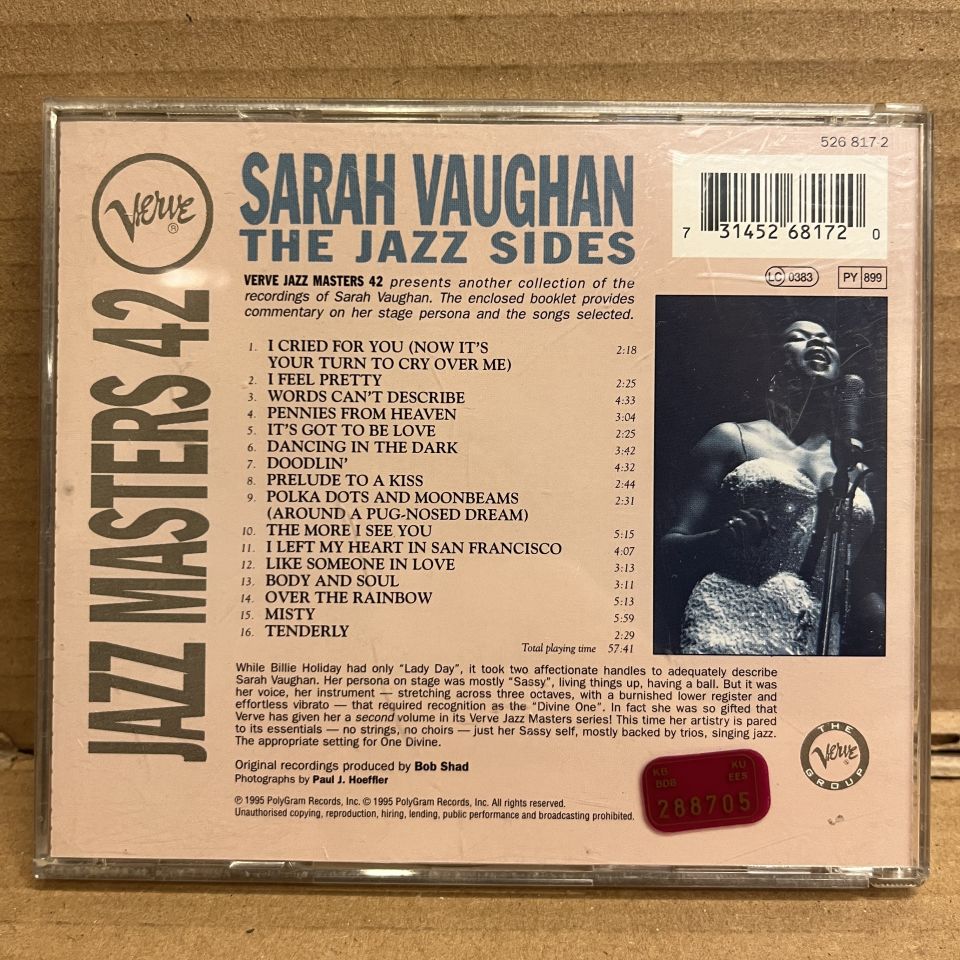 526 817-2
Verve
®
SARAH VAUGHAN
THE JAZZ SIDES
7 31452 68172 0
LC 0383
PY 899
JAZZ MASTERS 42
VERVE JAZZ MASTERS 42 presents another collection of the
recordings of Sarah Vaughan. The enclosed booklet provides
commentary on her stage persona and the songs selected.
1. I CRIED FOR YOU (NOW IT'S 2:18
YOUR TURN TO CRY OVER ME)
2. I FEEL PRETTY 2:25
3. WORDS CAN'T DESCRIBE 4:33
4. PENNIES FROM HEAVEN 3:04
5. IT'S GOT TO BE LOVE 2:25
6. DANCING IN THE DARK 3:42
7. DOODLIN' 4:32
8. PRELUDE TO A KISS 2:44
9. POLKA DOTS AND MOONBEAMS 2:31
(AROUND A PUG-NOSED DREAM)
10. THE MORE I SEE YOU 5:15
11. I LEFT MY HEART IN SAN FRANCISCO 4:07
12. LIKE SOMEONE IN LOVE 3:13
13. BODY AND SOUL 3:11
14. OVER THE RAINBOW 5:13
15. MISTY 5:59
16. TENDERLY 2:29
Total playing time 57:41
While Billie Holiday had only “Lady Day”, it took two affectionate handles to adequately describe
Sarah Vaughan. Her persona on stage was mostly “Sassy”, living things up, having a ball. But it was
her voice, her instrument — stretching across three octaves, with a burnished lower register and
effortless vibrato — that required recognition as the “Divine One”. In fact she was so gifted that
Verve has given her a second volume in its Verve Jazz Masters series! This time her artistry is pared
to its essentials — no strings, no choirs — just her Sassy self, mostly backed by trios, singing jazz.
The appropriate setting for One Divine.
Original recordings produced by Bob Shad
Photographs by Paul J. Hoeffler
℗ 1995 PolyGram Records, Inc. © 1995 PolyGram Records, Inc. All rights reserved.
Unauthorised copying, reproduction, hiring, lending, public performance and broadcasting prohibited.
KB KU
BDB EES
288705
THE
Verve
®
GROUP